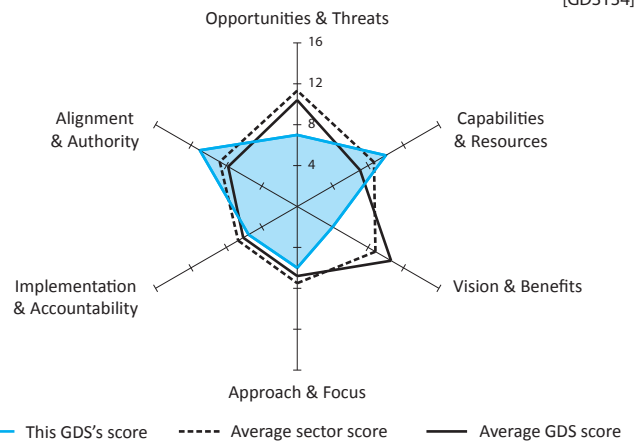 [GDS134]
Opportunities & Threats
16
12
8
4
Capabilities
& Resources
Alignment
& Authority
Implementation
& Accountability
Vision & Benefits
Approach & Focus
This GDS's score
Average sector score
Average GDS score